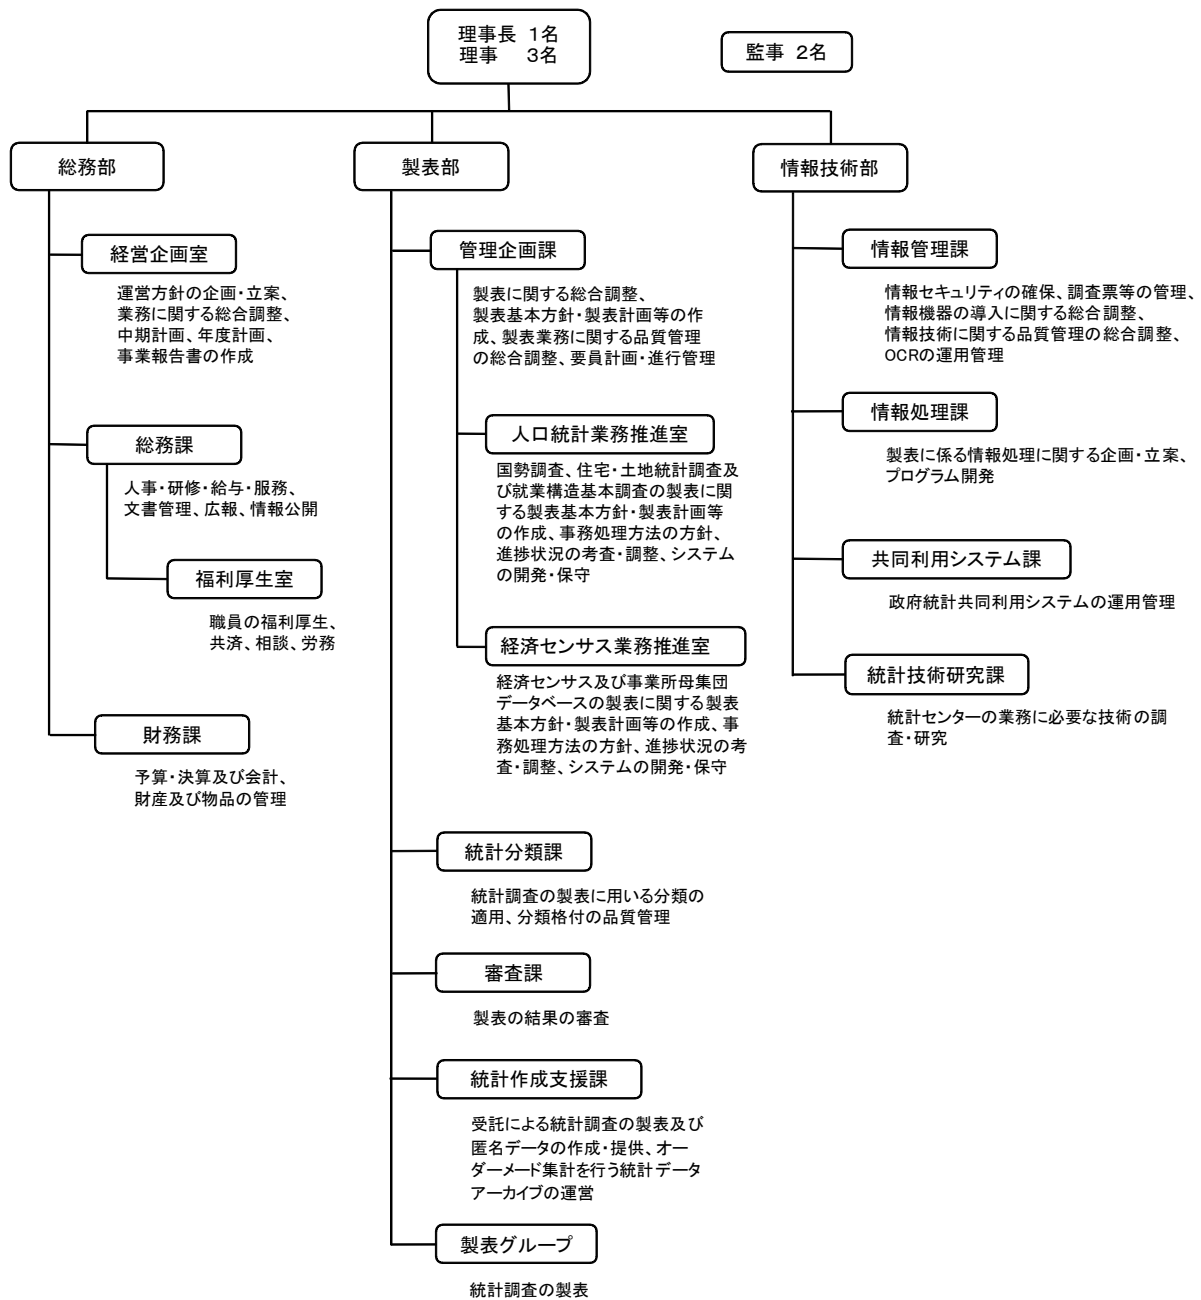 理事長 1名
理事 3名
監事 2名
総務部
経営企画室
運営方針の企画・立案、
業務に関する総合調整、
中期計画、年度計画、
事業報告書の作成
総務課
人事・研修・給与・服務、
文書管理、広報、情報公開
福利厚生室
職員の福利厚生、
共済、相談、労務
財務課
予算・決算及び会計、
財産及び物品の管理
製表部
管理企画課
製表に関する総合調整、
製表基本方針・製表計画等の作
成、製表業務に関する品質管理
の総合調整、要員計画・進行管理
人口統計業務推進室
国勢調査、住宅・土地統計調査及
び就業構造基本調査の製表に関
する製表基本方針・製表計画等
の作成、事務処理方法の方針、
進捗状況の考査・調整、システム
の開発・保守
経済センサス業務推進室
経済センサス及び事業所母集団
データベースの製表に関する製表
基本方針・製表計画等の作成、事
務処理方法の方針、進捗状況の考
査・調整、システムの開発・保守
統計分類課
統計調査の製表に用いる分類の
適用、分類格付の品質管理
審査課
製表の結果の審査
統計作成支援課
受託による統計調査の製表及び
匿名データの作成・提供、オー
ダーメード集計を行う統計データ
アーカイブの運営
製表グループ
統計調査の製表
情報技術部
情報管理課
情報セキュリティの確保、調査票等の管理、
情報機器の導入に関する総合調整、
情報技術に関する品質管理の総合調整、
OCRの運用管理
情報処理課
製表に係る情報処理に関する企画・立案、
プログラム開発
共同利用システム課
政府統計共同利用システムの運用管理
統計技術研究課
統計センターの業務に必要な技術の調
査・研究